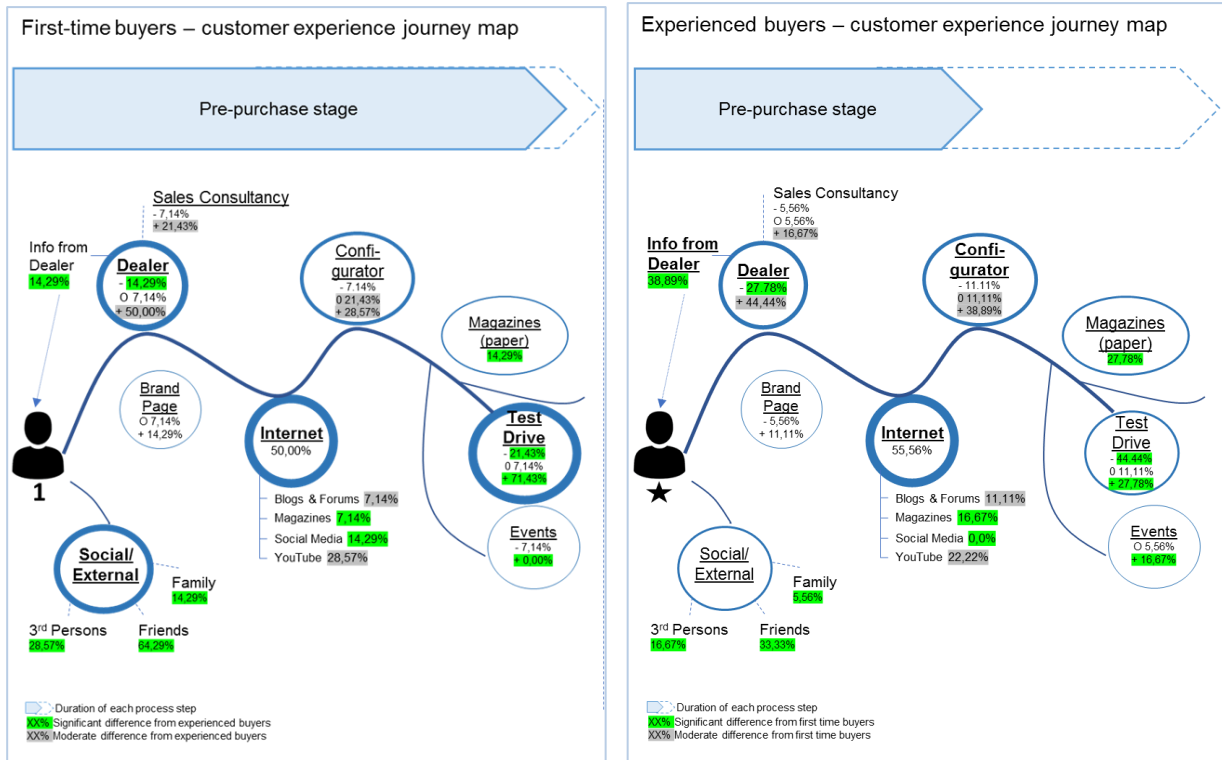 First-time buyers – customer experience journey map
Pre-purchase stage
Sales Consultancy
- 7,14%
+ 21,43%
Info from
Dealer
14,29%
Dealer
- 14,29%
O 7,14%
+ 50,00%
Confi-
gurator
- 7.14%
0 21,43%
+ 28,57%
Magazines
(paper)
14,29%
Brand
Page
O 7,14%
+ 14,29%
Internet
50,00%
Test
Drive
- 21,43%
0 7,14%
+ 71,43%
1
Blogs & Forums 7,14%
Magazines 7,14%
Social Media 14,29%
YouTube 28,57%
Events
- 7,14%
+ 0,00%
Social/
External
Family
14,29%
3rd Persons
28,57%
Friends
64,29%
Duration of each process step
XX% Significant difference from experienced buyers
XX% Moderate difference from experienced buyers
Experienced buyers – customer experience journey map
Pre-purchase stage
Sales Consultancy
- 5,56%
O 5,56%
+ 16,67%
Info from
Dealer
38,89%
Dealer
- 27.78%
+ 44,44%
Confi-
gurator
- 11.11%
0 11,11%
+ 38,89%
Magazines
(paper)
27,78%
Brand
Page
- 5,56%
+ 11,11%
Internet
55,56%
Test
Drive
- 44.44%
0 11,11%
+ 27,78%
Blogs & Forums 11,11%
Magazines 16,67%
Social Media 0,0%
YouTube 22,22%
Events
O 5,56%
+ 16,67%
Social/
External
Family
5,56%
3rd Persons
16,67%
Friends
33,33%
Duration of each process step
XX% Significant difference from first time buyers
XX% Moderate difference from first time buyers